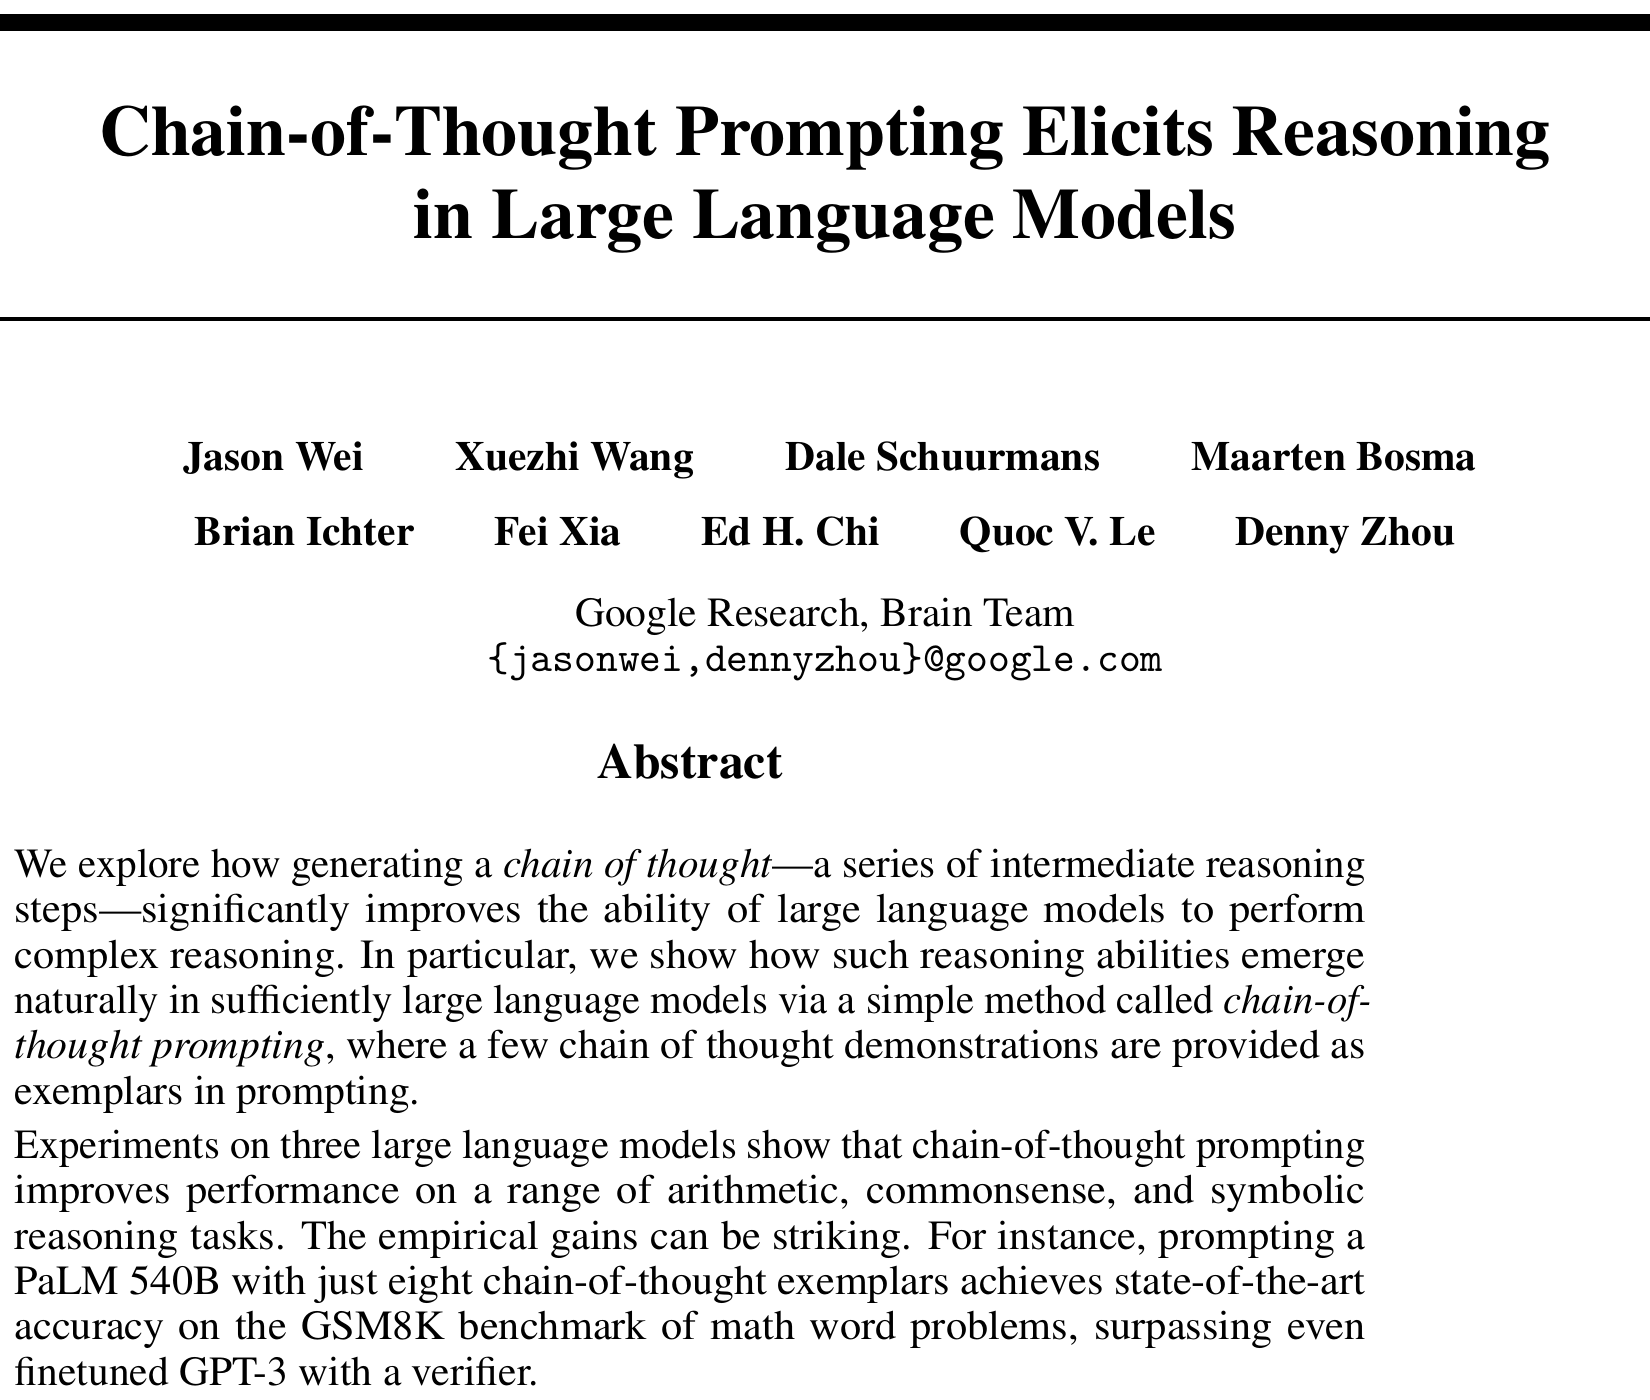 Chain-of-Thought Prompting Elicits Reasoning
in Large Language Models
Jason Wei Xuezhi Wang Dale Schuurmans Maarten Bosma
Brian Ichter Fei Xia Ed H. Chi Quoc V. Le Denny Zhou
Google Research, Brain Team
{jasonwei,dennyzhou}@google.com
Abstract
We explore how generating a chain of thought—a series of intermediate reasoning
steps—significantly improves the ability of large language models to perform
complex reasoning. In particular, we show how such reasoning abilities emerge
naturally in sufficiently large language models via a simple method called chain-of-
thought prompting, where a few chain of thought demonstrations are provided as
exemplars in prompting.
Experiments on three large language models show that chain-of-thought prompting
improves performance on a range of arithmetic, commonsense, and symbolic
reasoning tasks. The empirical gains can be striking. For instance, prompting a
PaLM 540B with just eight chain-of-thought exemplars achieves state-of-the-art
accuracy on the GSM8K benchmark of math word problems, surpassing even
finetuned GPT-3 with a verifier.